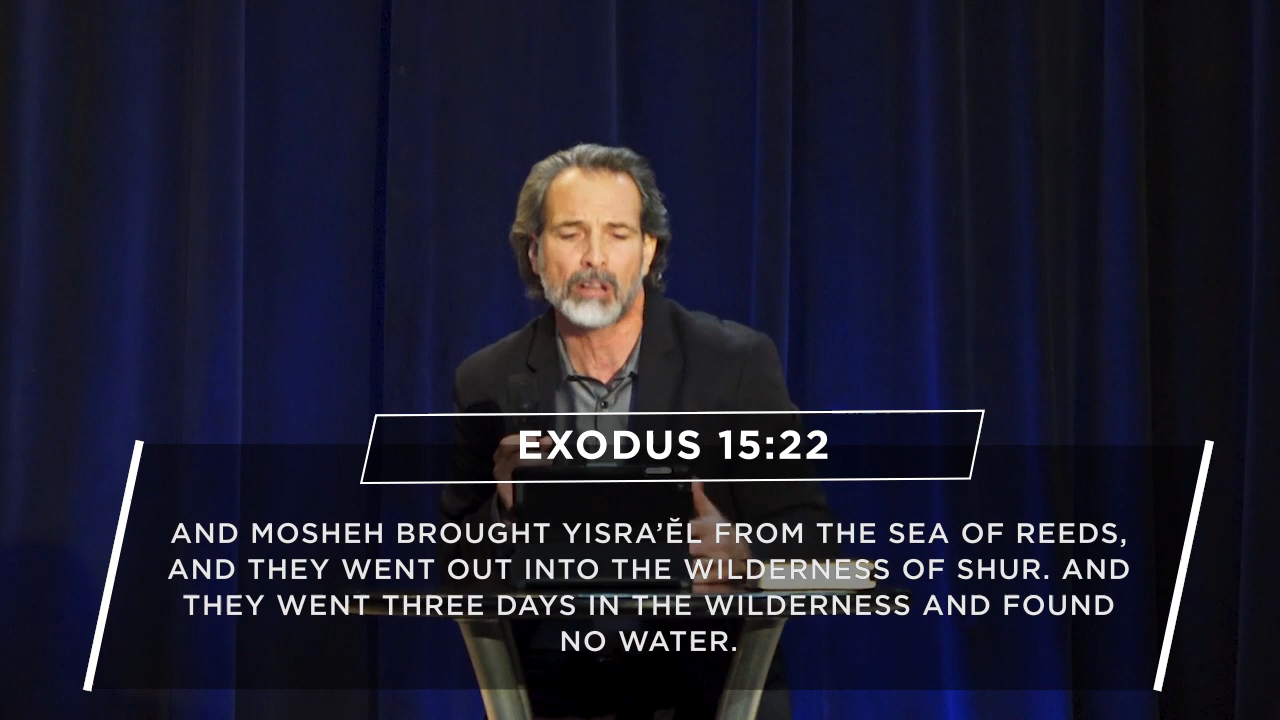 EXODUS 15:22
AND MOSHEH BROUGHT YISRA’ĔL FROM THE SEA OF REEDS,
AND THEY WENT OUT INTO THE WILDERNESS OF SHUR. AND
THEY WENT THREE DAYS IN THE WILDERNESS AND FOUND
NO WATER.